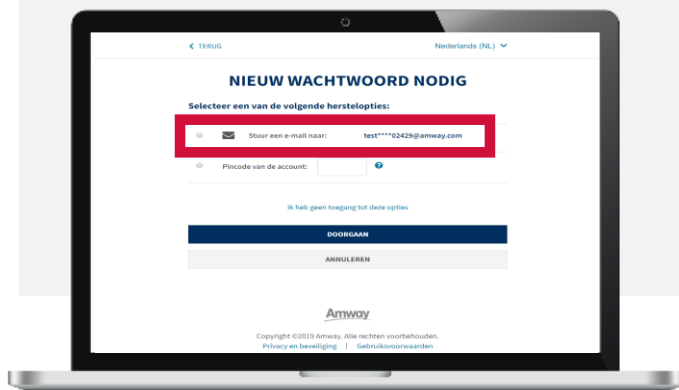 TERUG
Nederlands (NL.)
NIEUW WACHTWOORD NODIG
Selecteer een van de volgende herstelopties:
Stuur een e-mail naar: test****02429@amway.com
Pincode van de account: ?
Ik heb geen toegang tot deze opties
DOORGAAN
ANNULEREN
Amway
Copyright ©2019 Amway. Alle rechten voorbehouden.
Privacy en beveiliging | Gebruiksvoorwaarden